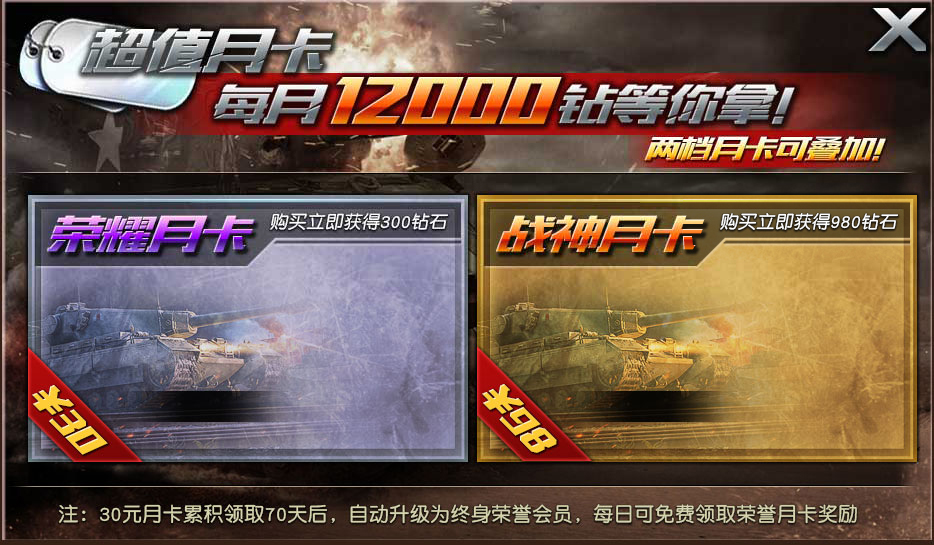 超值月卡
每月12000钻等你拿!
两档月卡可叠加!
荣耀月卡
购买立即获得300钻石
战神月卡
购买立即获得980钻石
注：30元月卡累积领取70天后，自动升级为终身荣誉会员，每日可免费领取荣誉月卡奖励